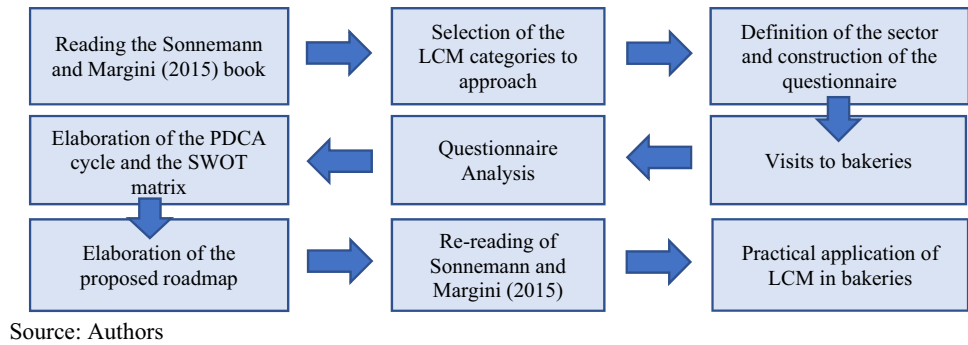 Reading the Sonnemann
and Margini (2015) book
Selection of the
LCM categories to
approach
Definition of the sector
and construction of the
questionnaire
Elaboration of the PDCA
cycle and the SWOT
matrix
Questionnaire
Analysis
Visits to bakeries
Elaboration of the
proposed roadmap
Re-reading of
Sonnemann and
Margini (2015)
Practical application of
LCM in bakeries
Source: Authors